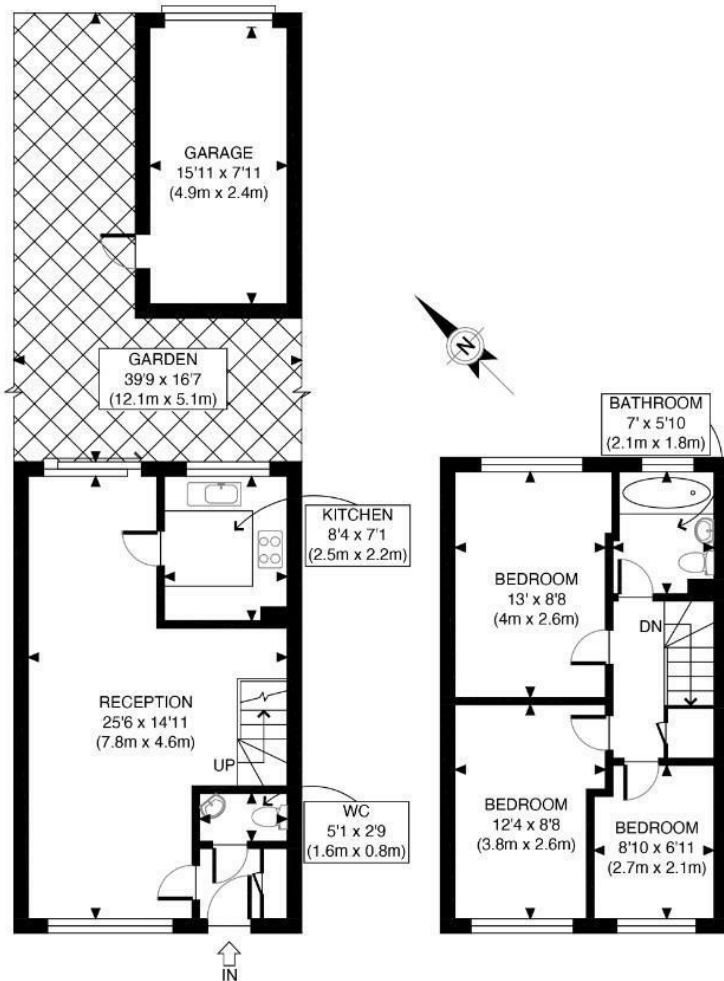 GARAGE
15'11 x 7'11
(4.9m x 2.4m)
GARDEN
39'9 x 16'7
(12.1m x 5.1m)
N
KITCHEN
8'4 x 7'1
(2.5m x 2.2m)
RECEPTION
25'6 x 14'11
(7.8m x 4.6m)
UP
WC
5'1 x 2'9
(1.6m x 0.8m)
IN
BATHROOM
7' x 5'10
(2.1m x 1.8m)
BEDROOM
13' x 8'8
(4m x 2.6m)
DN
BEDROOM
12'4 x 8'8
(3.8m x 2.6m)
BEDROOM
8'10 x 6'11
(2.7m x 2.1m)